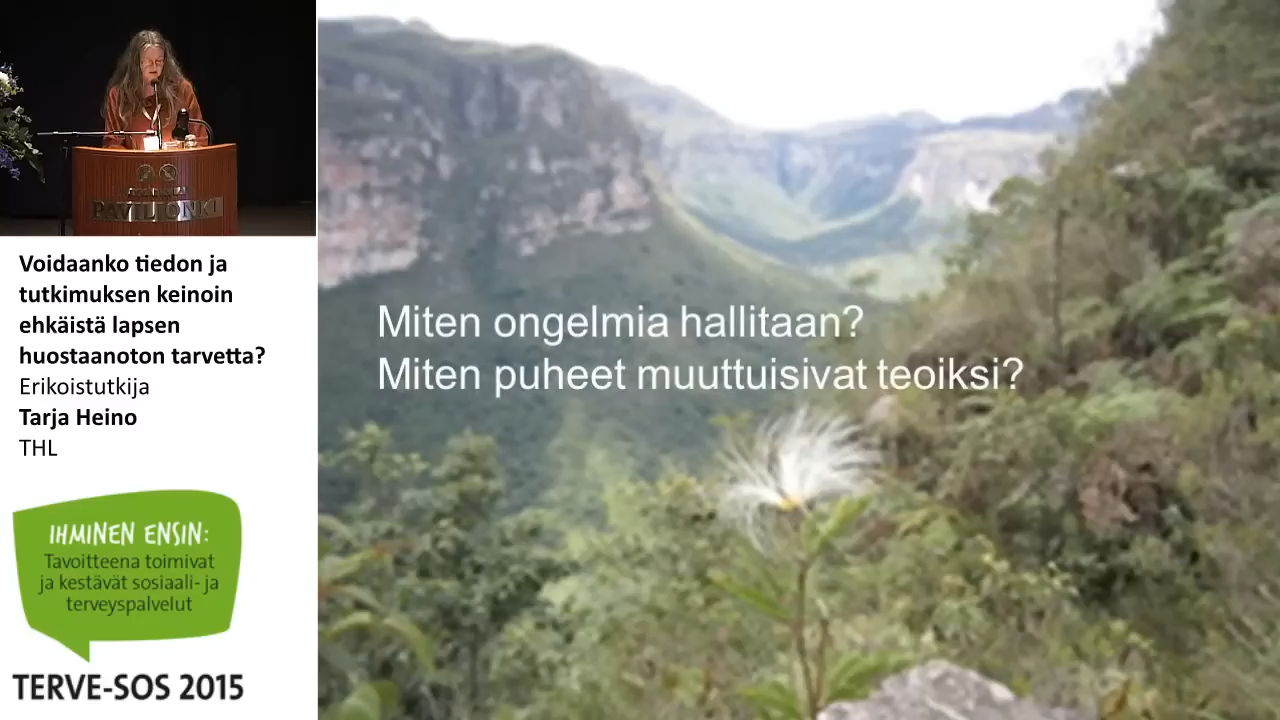 PAVILJONKI
Voidaanko tiedon ja
tutkimuksen keinoin
ehkäistä lapsen
huostaanoton tarvetta?
Erikoistutkija
Tarja Heino
THL
IHMINEN ENSIN:
Tavoitteena toimivat
ja kestävät sosiaali- ja
terveyspalvelut
TERVE-SOS 2015
Miten ongelmia hallitaan?
Miten puheet muuttuisivat teoiksi?